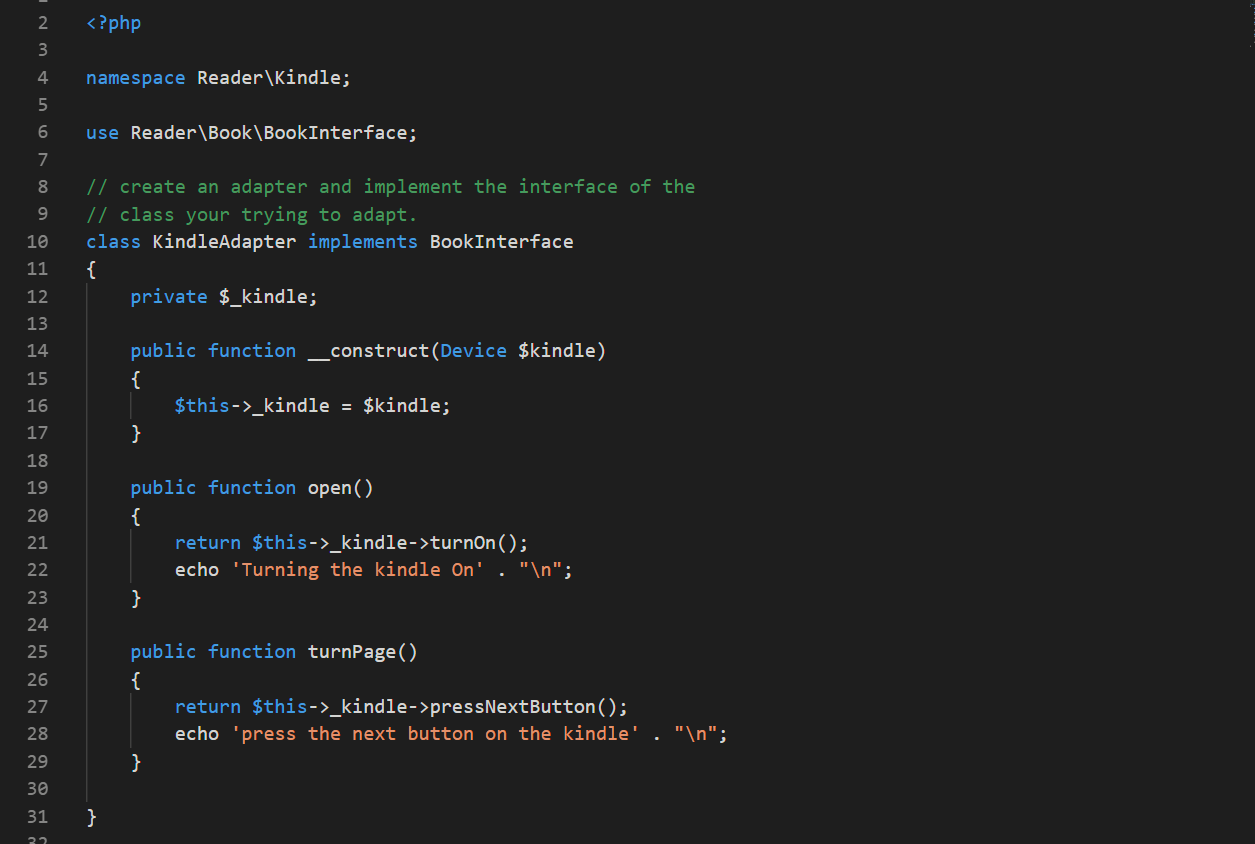 2 <?php
3
4 namespace Reader\Kindle;
5
6 use Reader\Book\BookInterface;
7
8 // create an adapter and implement the interface of the
9 // class your trying to adapt.
10 class KindleAdapter implements BookInterface
11 {
12     private $_kindle;
13
14     public function __construct(Device $kindle)
15     {
16         $this->_kindle = $kindle;
17     }
18
19     public function open()
20     {
21         return $this->_kindle->turnOn();
22         echo 'Turning the kindle On' . "\n";
23     }
24
25     public function turnPage()
26     {
27         return $this->_kindle->pressNextButton();
28         echo 'press the next button on the kindle' . "\n";
29     }
30
31 }
32